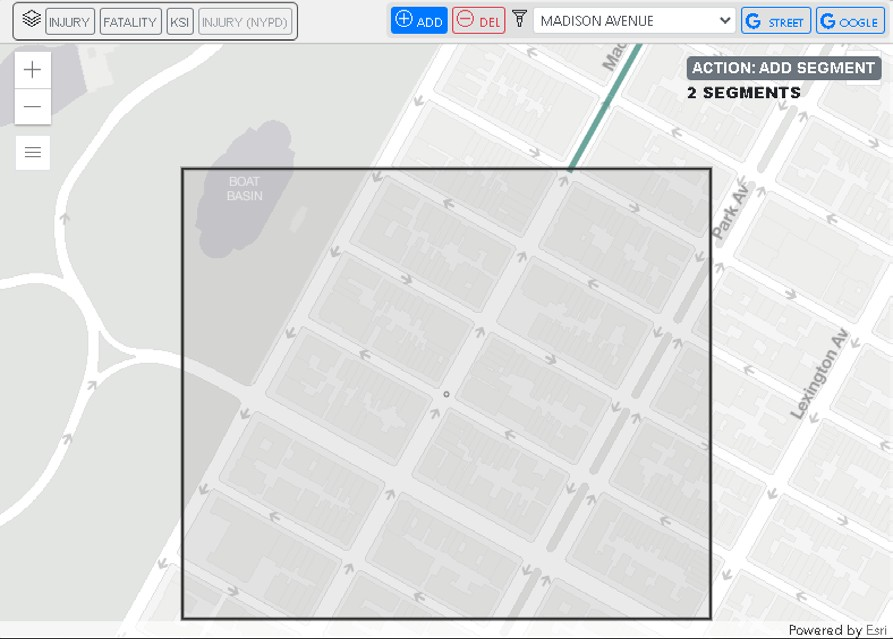 INJURY FATALITY KSI INJURY (NYPD) ADD DEL MADISON AVENUE G STREET G OOGLE
Mad
ACTION: ADD SEGMENT
2 SEGMENTS
BOAT
BASIN
Park Av
Lexington Av
Powered by Esri